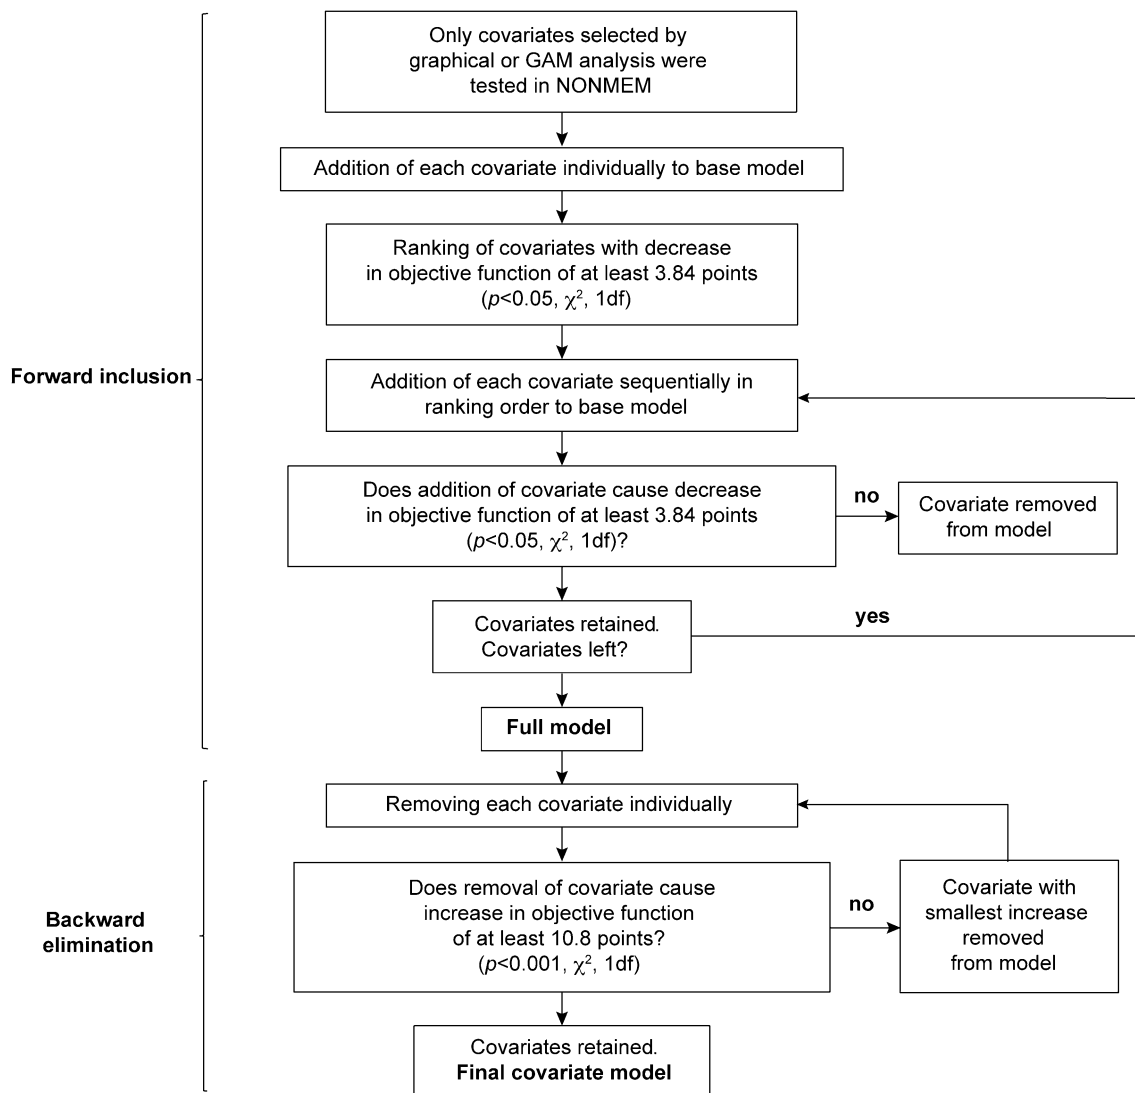 Only covariates selected by
graphical or GAM analysis were
tested in NONMEM
Addition of each covariate individually to base model
Ranking of covariates with decrease
in objective function of at least 3.84 points
(p<0.05, χ², 1df)
Forward inclusion
Addition of each covariate sequentially in
ranking order to base model
Does addition of covariate cause decrease
in objective function of at least 3.84 points
(p<0.05, χ², 1df)?
no
Covariate removed
from model
Covariates retained.
Covariates left?
yes
Full model
Removing each covariate individually
Backward
elimination
Does removal of covariate cause
increase in objective function
of at least 10.8 points?
(p<0.001, χ², 1df)
no
Covariate with
smallest increase
removed
from model
Covariates retained.
Final covariate model